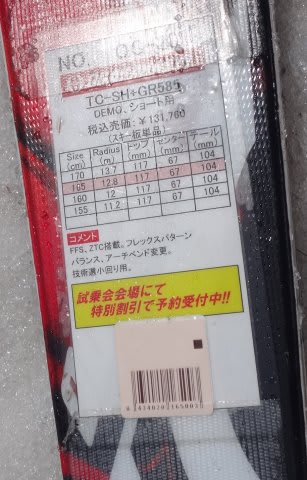 TC-SH+GR585
DEMO、ショート用
税込売価：￥131,760
(スキー板単品)
Size (cm) Radius (m) トップ (mm) センター (mm) テール (mm)
170 13.7 117 67 104
165 12.8 117 67 104
160 12 117 67 104
155 11.2 117 67 104
コメント
FFS、ZTC搭載。フレックスパターン
バランス、アーチベンド変更。
技術選小回り用。
試乗会会場にて
特別割引で予約受付中!!